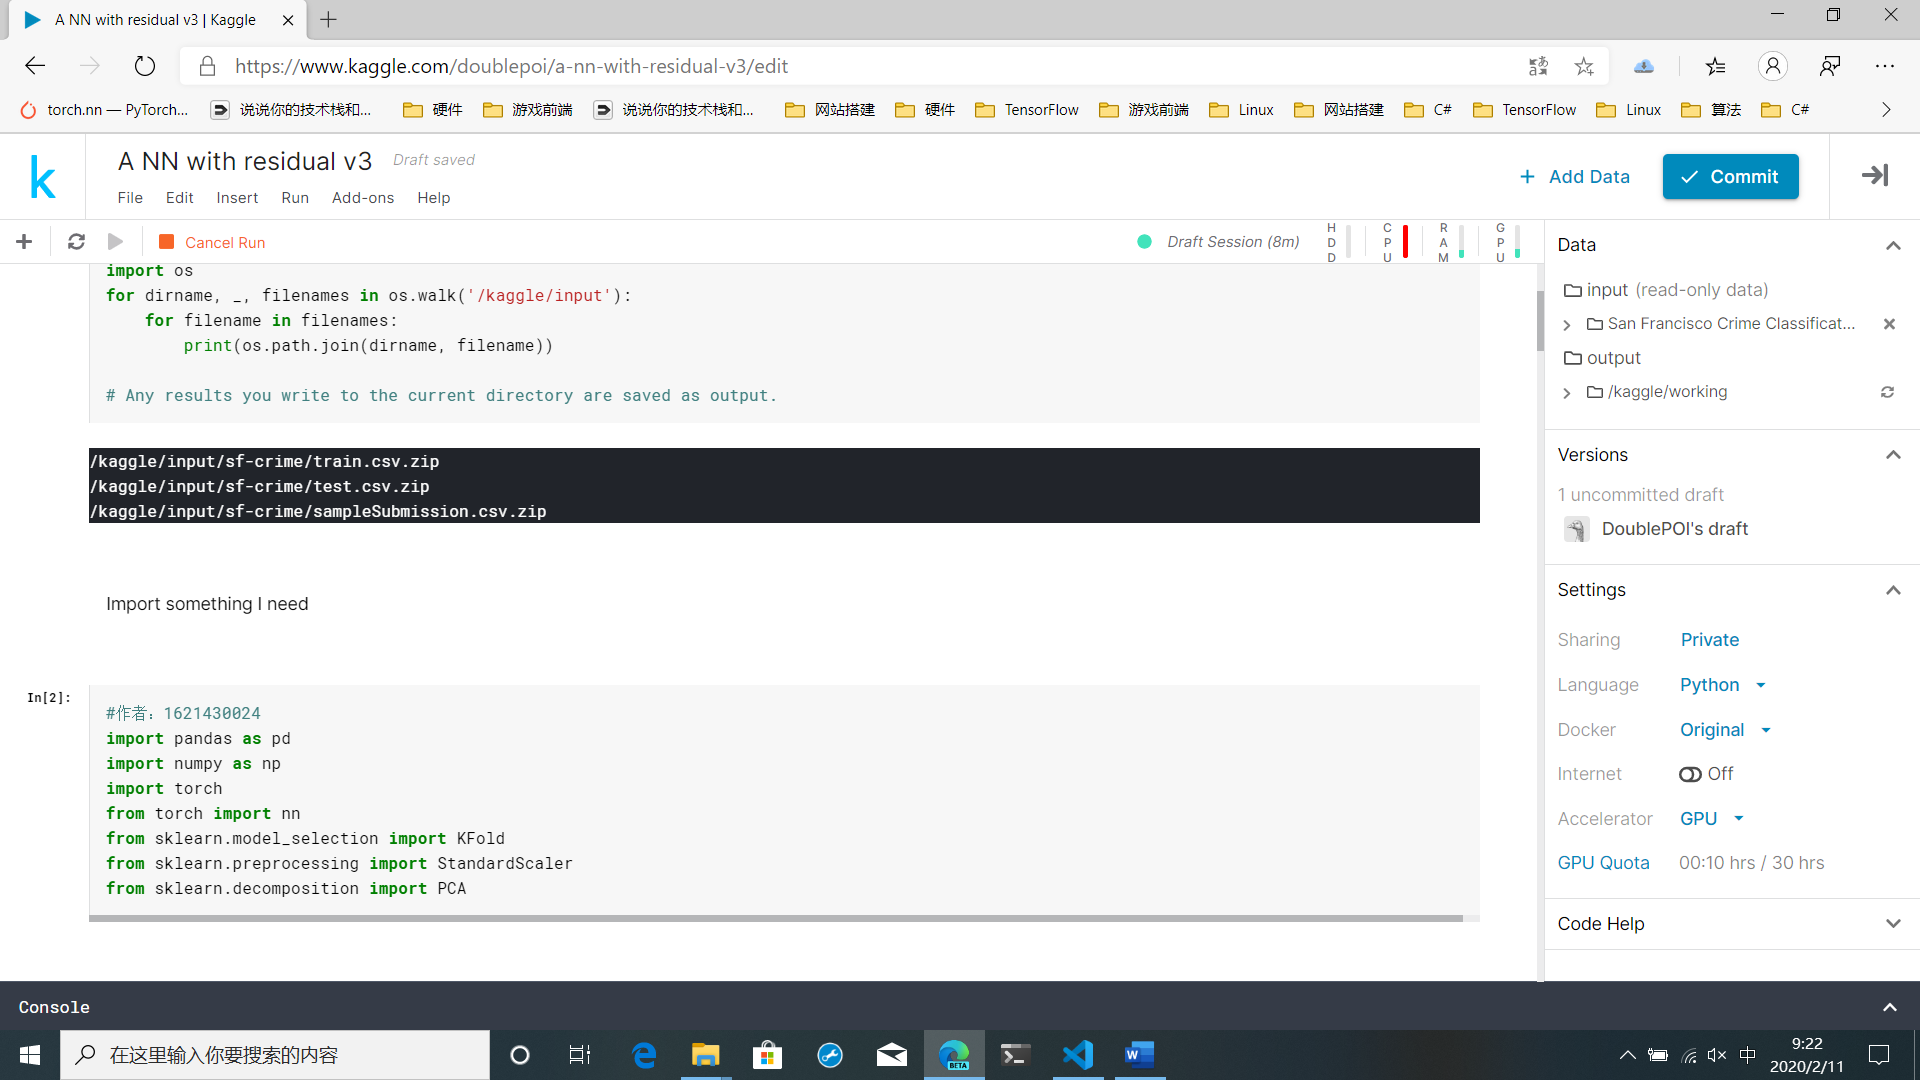 A NN with residual v3 | Kaggle
https://www.kaggle.com/doublepoi/a-nn-with-residual-v3/edit
torch.nn — PyTorch... 说说你的技术栈和... 硬件 游戏前端 说说你的技术栈和... 网站搭建 硬件 TensorFlow 游戏前端 Linux 网站搭建 C# TensorFlow Linux 算法 C#
A NN with residual v3 Draft saved
File Edit Insert Run Add-ons Help
+ Add Data
Commit
Cancel Run
Draft Session (8m)
HDD
CPU
RAM
GPU
import os
for dirname, _, filenames in os.walk('/kaggle/input'):
    for filename in filenames:
        print(os.path.join(dirname, filename))
# Any results you write to the current directory are saved as output.
/kaggle/input/sf-crime/train.csv.zip
/kaggle/input/sf-crime/test.csv.zip
/kaggle/input/sf-crime/sampleSubmission.csv.zip
Import something I need
In[2]:
#作者：1621430024
import pandas as pd
import numpy as np
import torch
from torch import nn
from sklearn.model_selection import KFold
from sklearn.preprocessing import StandardScaler
from sklearn.decomposition import PCA
Data
input (read-only data)
San Francisco Crime Classificat...
output
/kaggle/working
Versions
1 uncommitted draft
DoublePOI's draft
Settings
Sharing Private
Language Python
Docker Original
Internet Off
Accelerator GPU
GPU Quota 00:10 hrs / 30 hrs
Code Help
Console
在这里输入你要搜索的内容
BETA
中
9:22
2020/2/11